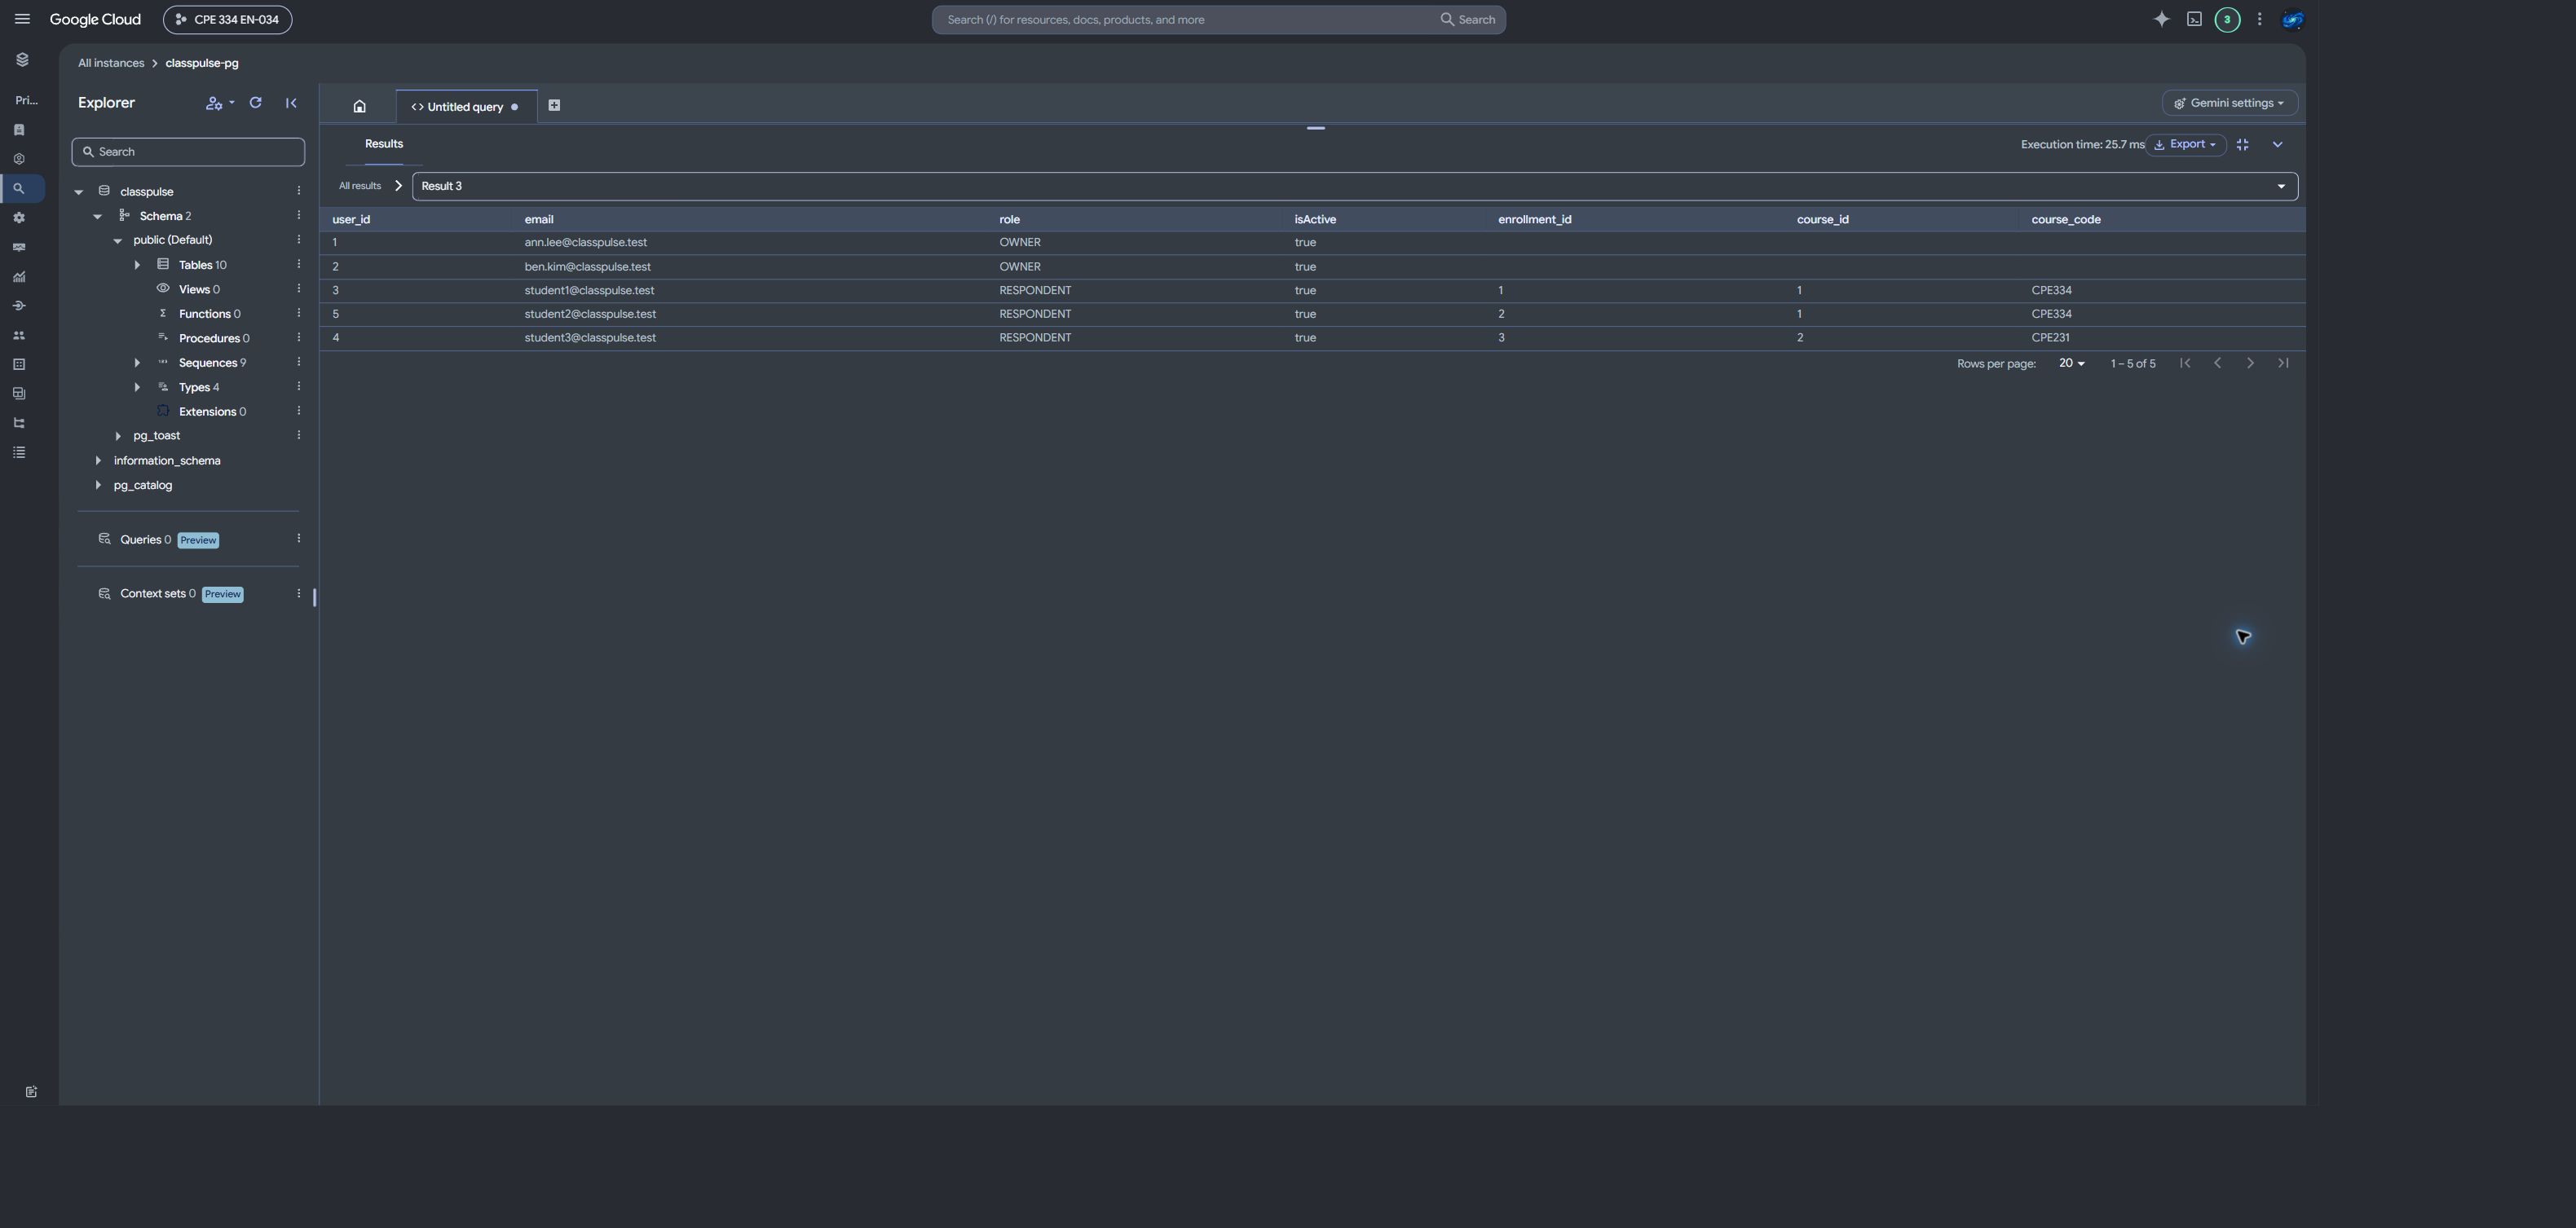 Google Cloud CPE 334 EN-034 Search (/) for resources, docs, products, and more Search 3
All instances classpulse-pg
Pri...
Explorer
Untitled query
Gemini settings
Search
Results
Execution time: 25.7 ms Export
All results Result 3
classpulse
Schema 2
public (Default)
Tables 10
Views 0
Functions 0
Procedures 0
Sequences 9
Types 4
Extensions 0
pg_toast
information_schema
pg_catalog
Queries 0 Preview
Context sets 0 Preview
user_id email role isActive enrollment_id course_id course_code
1 ann.lee@classpulse.test OWNER true
2 ben.kim@classpulse.test OWNER true
3 student1@classpulse.test RESPONDENT true 1 1 CPE334
5 student2@classpulse.test RESPONDENT true 2 1 CPE334
4 student3@classpulse.test RESPONDENT true 3 2 CPE231
Rows per page: 20 1 – 5 of 5